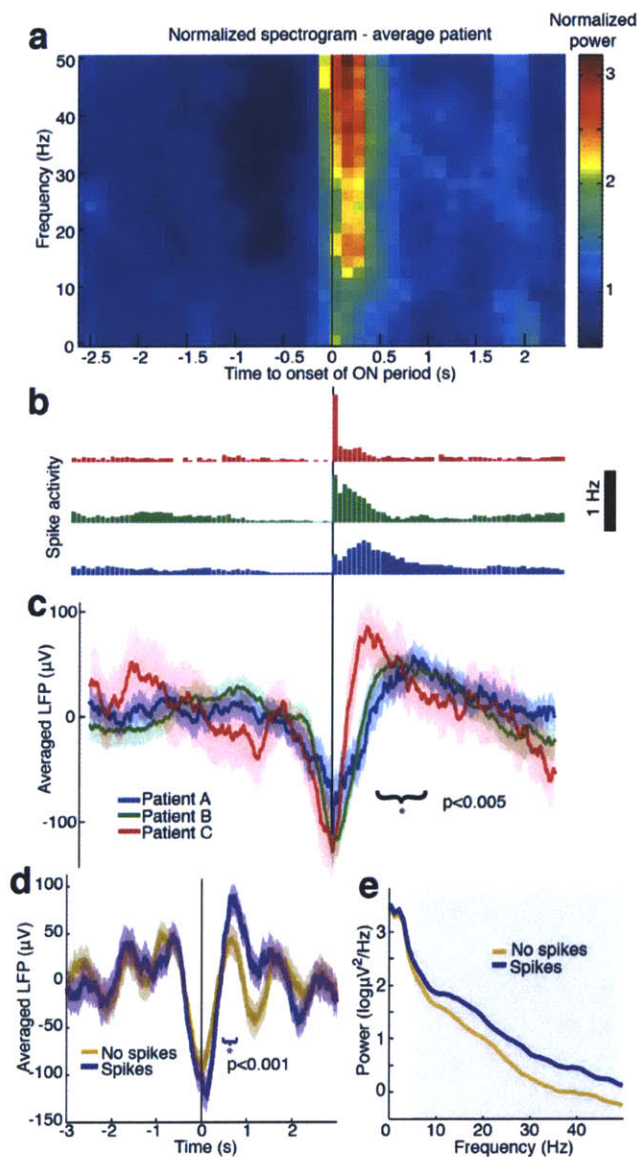 a
Normalized spectrogram - average patient
Normalized
power
Frequency (Hz)
50
40
30
20
10
0
3
2
1
-2.5 -2 -1.5 -1 -0.5 0 0.5 1 1.5 2
Time to onset of ON period (s)
b
Spike activity
1 Hz
c
Averaged LFP (µV)
100
0
-100
Patient A
Patient B
Patient C
*
p<0.005
d
Averaged LFP (µV)
100
50
0
-50
-100
-150
No spikes
Spikes
*
p<0.001
-3 -2 0 2
Time (s)
e
Power (logµV²/Hz)
3
2
1
0
No spikes
Spikes
0 10 20 30 40
Frequency (Hz)